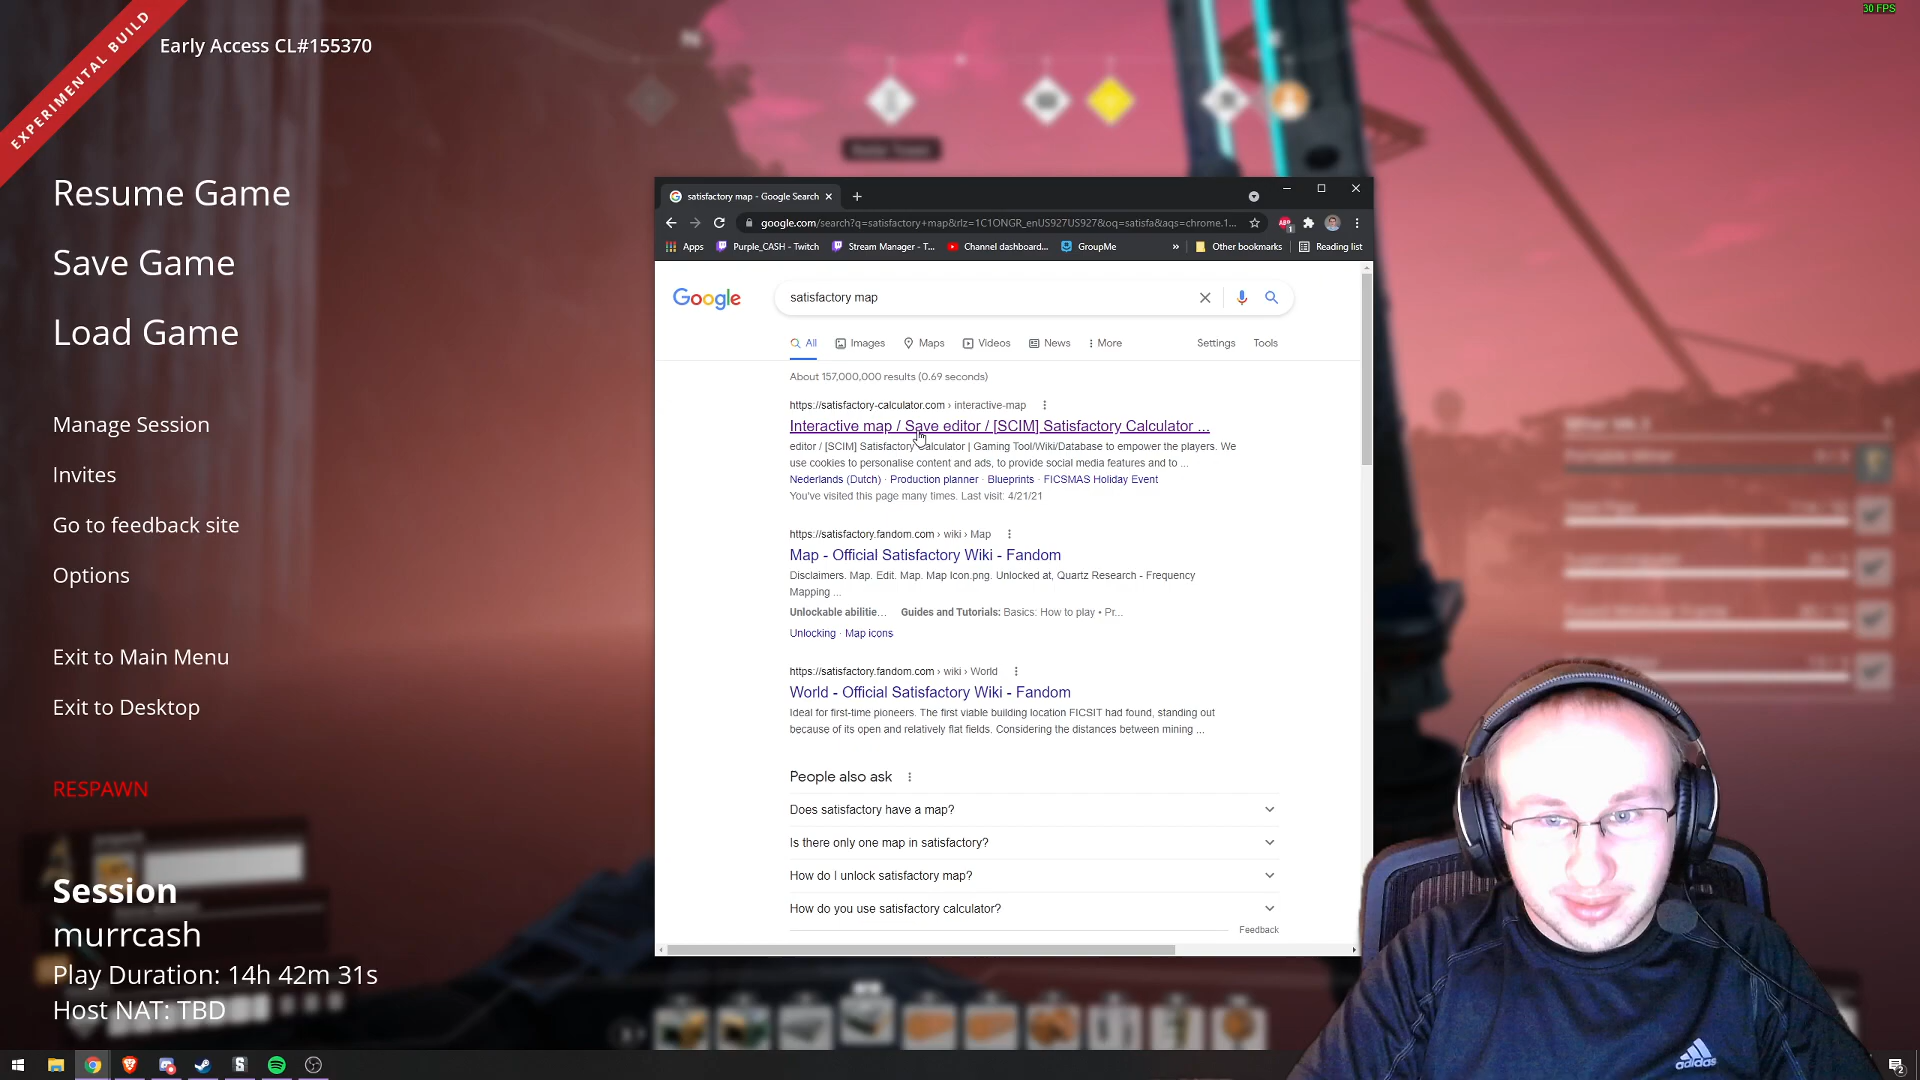 EXPERIMENTAL BUILD
Early Access CL#155370
30 FPS
N
Resume Game
Save Game
Load Game
Manage Session
Invites
Go to feedback site
Options
Exit to Main Menu
Exit to Desktop
RESPAWN
Session
murrcash
Play Duration: 14h 42m 31s
Host NAT: TBD
satisfactory map - Google Search
google.com/search?q=satisfactory+map&rlz=1C1ONGR_enUS927US927&oq=satisfa&aqs=chrome.1...
ABP 1
Apps Purple_CASH - Twitch Stream Manager - T... Channel dashboard... GroupMe » Other bookmarks Reading list
Google
satisfactory map
All Images Maps Videos News More Settings Tools
About 157,000,000 results (0.69 seconds)
https://satisfactory-calculator.com › interactive-map
Interactive map / Save editor / [SCIM] Satisfactory Calculator ...
editor / [SCIM] Satisfactory Calculator | Gaming Tool/Wiki/Database to empower the players. We
use cookies to personalise content and ads, to provide social media features and to ...
Nederlands (Dutch) · Production planner · Blueprints · FICSMAS Holiday Event
You've visited this page many times. Last visit: 4/21/21
https://satisfactory.fandom.com › wiki › Map
Map - Official Satisfactory Wiki - Fandom
Disclaimers. Map. Edit. Map. Map Icon.png. Unlocked at, Quartz Research - Frequency
Mapping ...
Unlockable abilitie... Guides and Tutorials: Basics: How to play • Pr...
Unlocking · Map icons
https://satisfactory.fandom.com › wiki › World
World - Official Satisfactory Wiki - Fandom
Ideal for first-time pioneers. The first viable building location FICSIT had found, standing out
because of its open and relatively flat fields. Considering the distances between mining ...
People also ask
Does satisfactory have a map?
Is there only one map in satisfactory?
How do I unlock satisfactory map?
How do you use satisfactory calculator?
Feedback
adidas
2